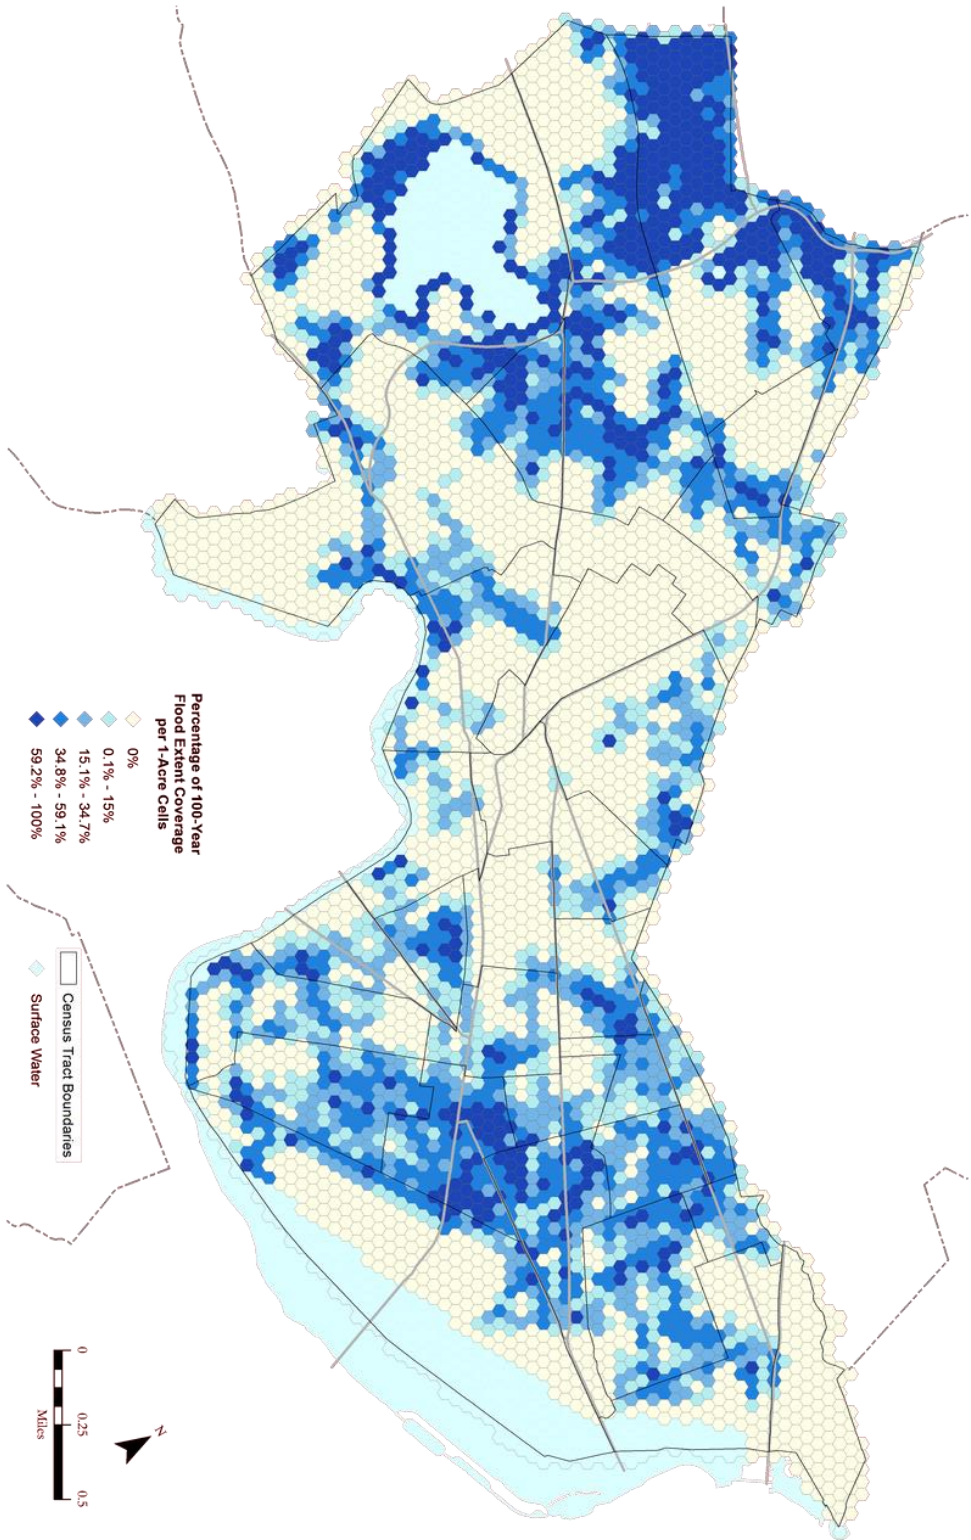 Percentage of 100-Year
Flood Extent Coverage
per 1-Acre Cells
0%
0.1% - 15%
15.1% - 34.7%
34.8% - 59.1%
59.2% - 100%
Census Tract Boundaries
Surface Water
0 0.25 0.5
Miles
N